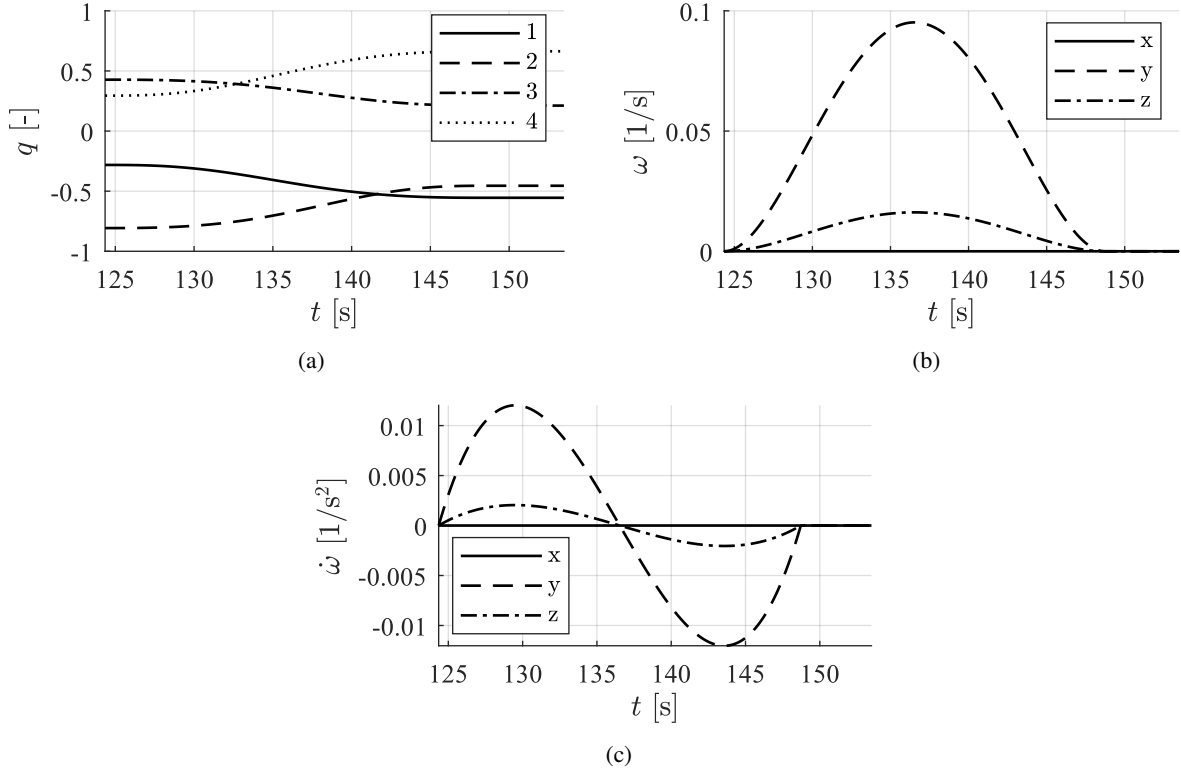 1
0.5
0
-0.5
-1
q [-]
125 130 135 140 145 150
t [s]
1
2
3
4
(a)
0.1
0.05
0
ω [1/s]
125 130 135 140 145 150
t [s]
x
y
z
(b)
0.01
0.005
0
-0.005
-0.01
ω̇ [1/s²]
125 130 135 140 145 150
t [s]
x
y
z
(c)